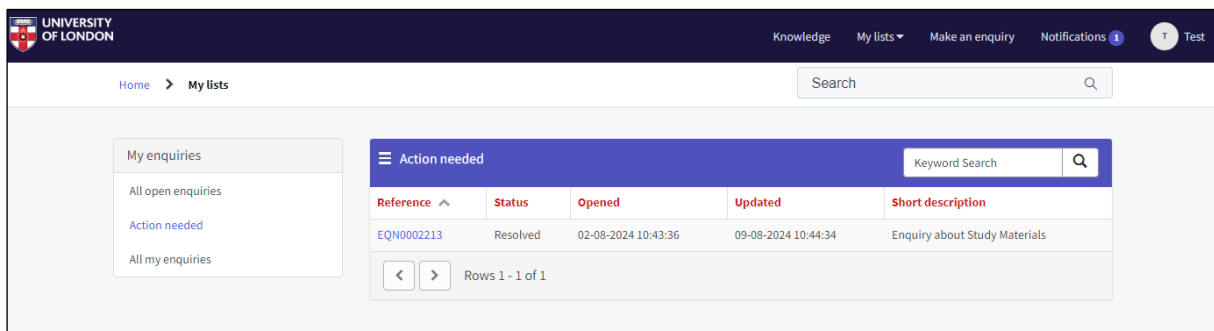 UNIVERSITY
OF LONDON
Knowledge My lists Make an enquiry Notifications 1 T Test
Home My lists Search
My enquiries
All open enquiries
Action needed
All my enquiries
Action needed Keyword Search
Reference Status Opened Updated Short description
EQN0002213 Resolved 02-08-2024 10:43:36 09-08-2024 10:44:34 Enquiry about Study Materials
Rows 1 - 1 of 1